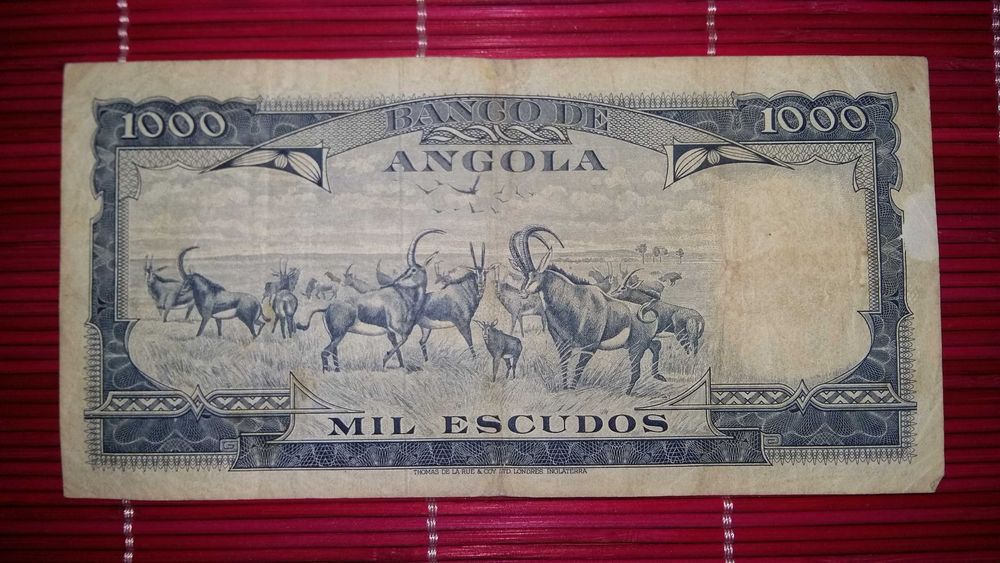 1000 BANCO DE 1000
ANGOLA
MIL ESCUDOS
THOMAS DE LA RUE & COY LTD. LONDRES INGLATERRA